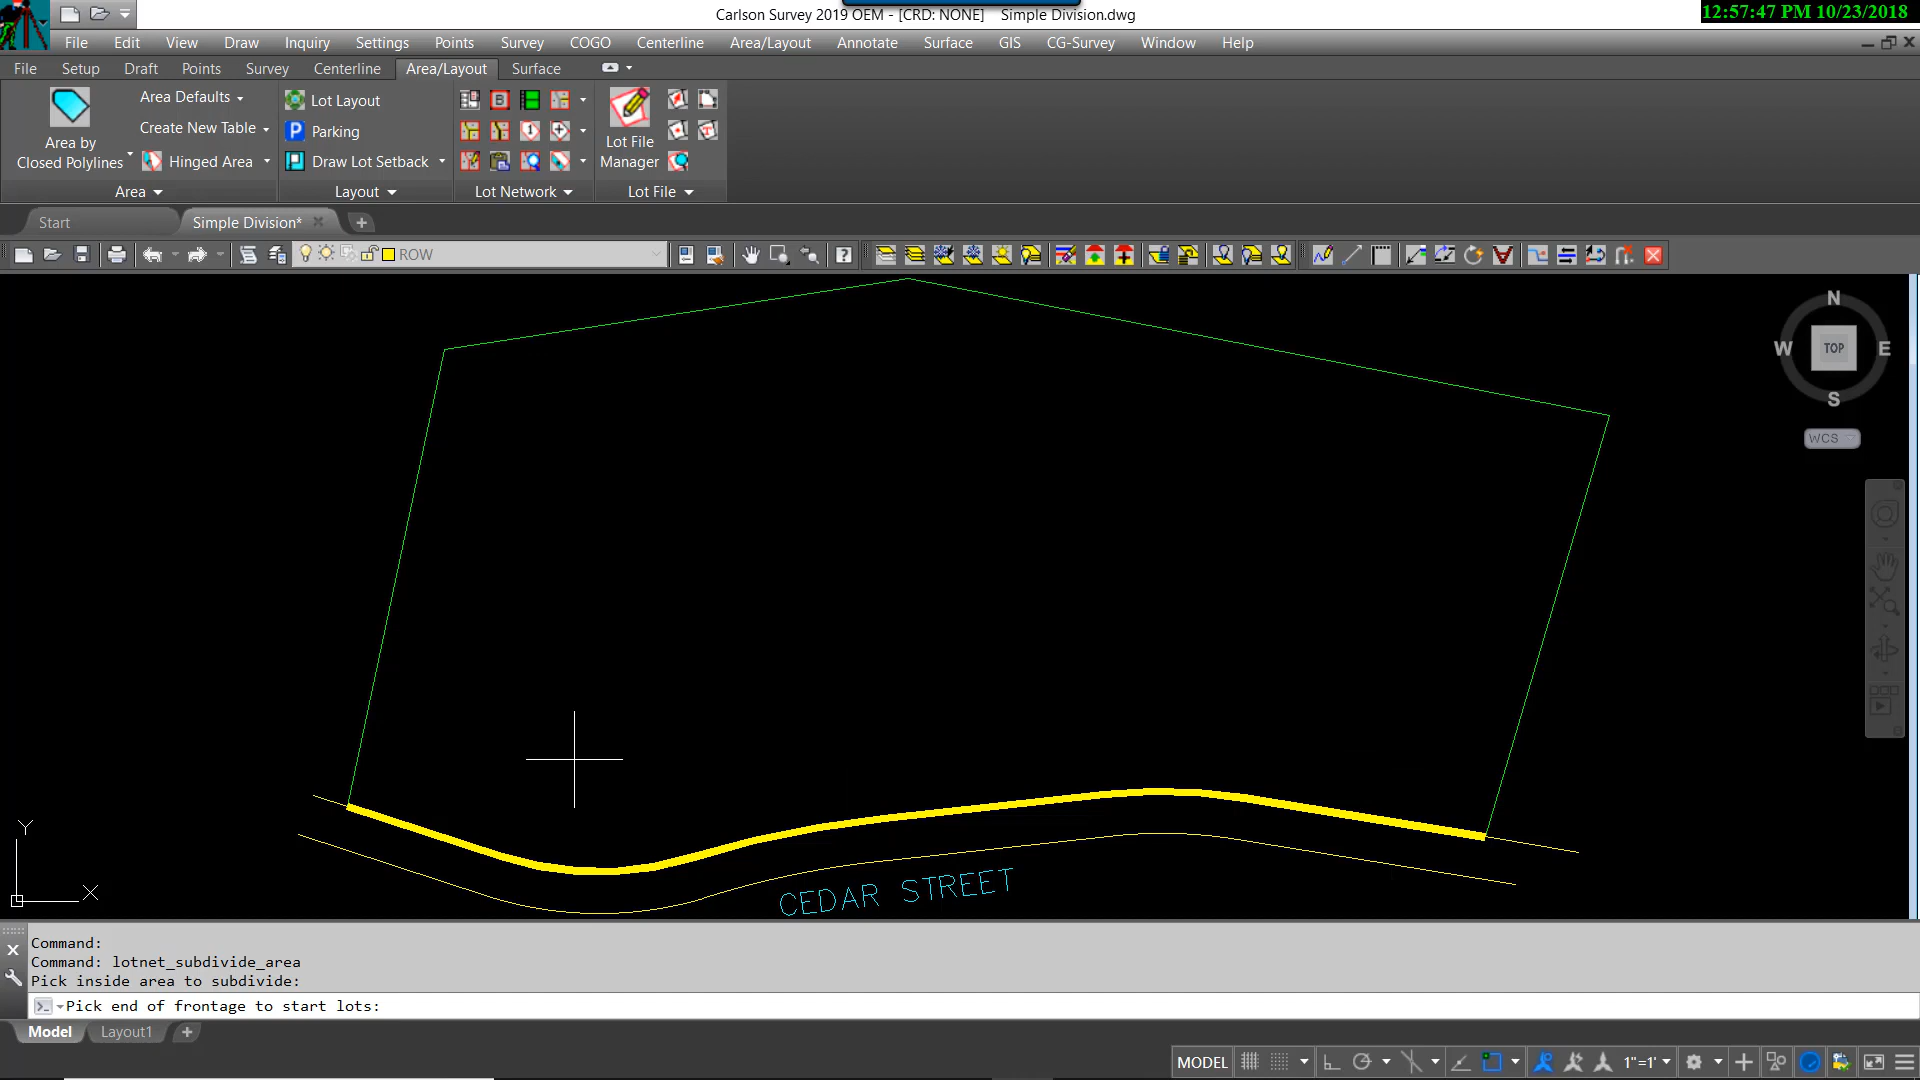 Carlson Survey 2019 OEM - [CRD: NONE] Simple Division.dwg
12:57:47 PM 10/23/2018
File Edit View Draw Inquiry Settings Points Survey COGO Centerline Area/Layout Annotate Surface GIS CG-Survey Window Help
File Setup Draft Points Survey Centerline Area/Layout Surface
Area by
Closed Polylines
Area Defaults
Create New Table
Hinged Area
Lot Layout
P Parking
Draw Lot Setback
B
1
T
Lot File
Manager
Area
Layout
Lot Network
Lot File
Start
Simple Division*
ROW
?
N
W TOP E
S
WCS
CEDAR STREET
Y
X
Command:
Command: lotnet_subdivide_area
Pick inside area to subdivide:
Pick end of frontage to start lots:
Model Layout1
MODEL
1"=1'